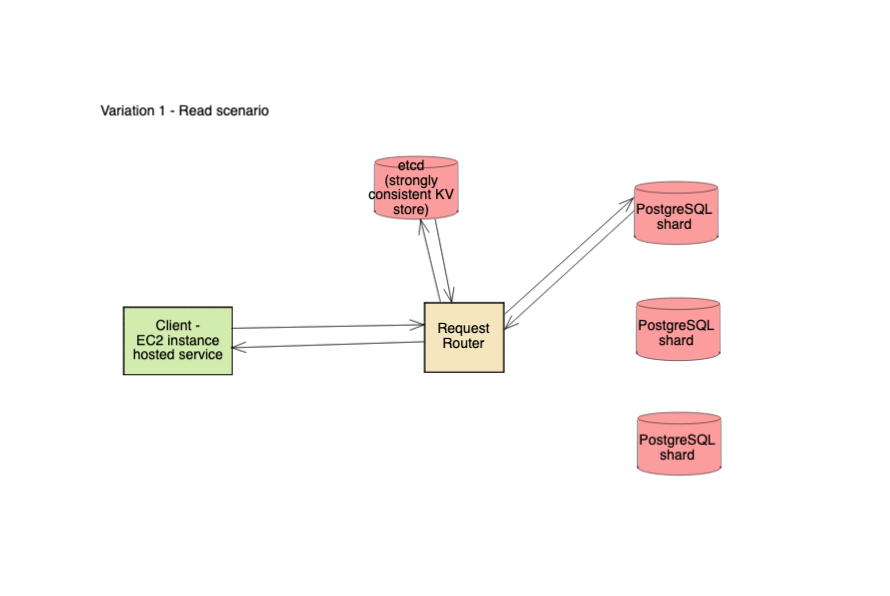 Variation 1 - Read scenario
etcd
(strongly
consistent KV
store)
PostgreSQL
shard
Client -
EC2 instance
hosted service
Request
Router
PostgreSQL
shard
PostgreSQL
shard